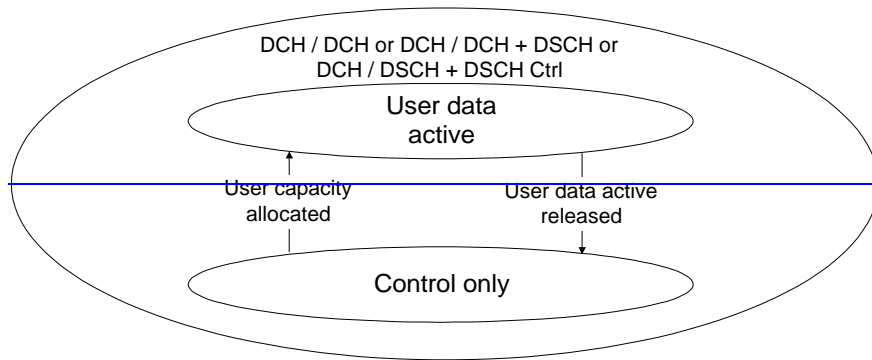 DCH / DCH or DCH / DCH + DSCH or
DCH / DSCH + DSCH Ctrl
User data
active
User capacity
allocated
User data active
released
Control only